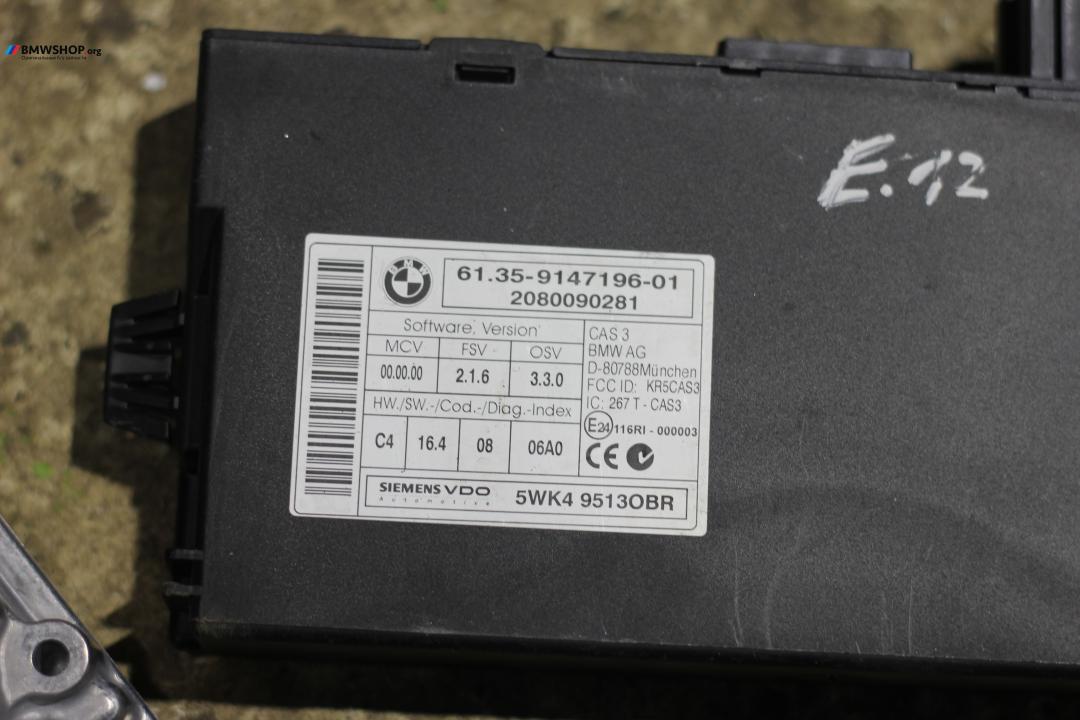 BMWSHOP.org
E.12
BMW
61.35-9147196-01
2080090281
Software. Version
MCV FSV OSV
00.00.00 2.1.6 3.3.0
HW./SW.-/Cod.-/Diag.-Index
C4 16.4 08 06A0
CAS 3
BMW AG
D-80788München
FCC ID: KR5CAS3
IC: 267 T - CAS3
E24 116RI - 000003
CE
SIEMENS VDO
Automotive
5WK4 9513OBR